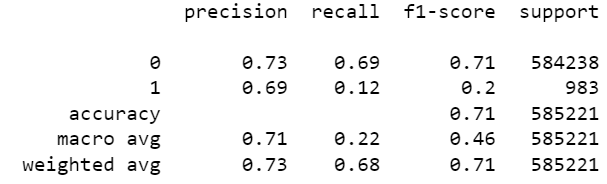 precision recall f1-score support
0 0.73 0.69 0.71 584238
1 0.69 0.12 0.2 983
accuracy 0.71 585221
macro avg 0.71 0.22 0.46 585221
weighted avg 0.73 0.68 0.71 585221